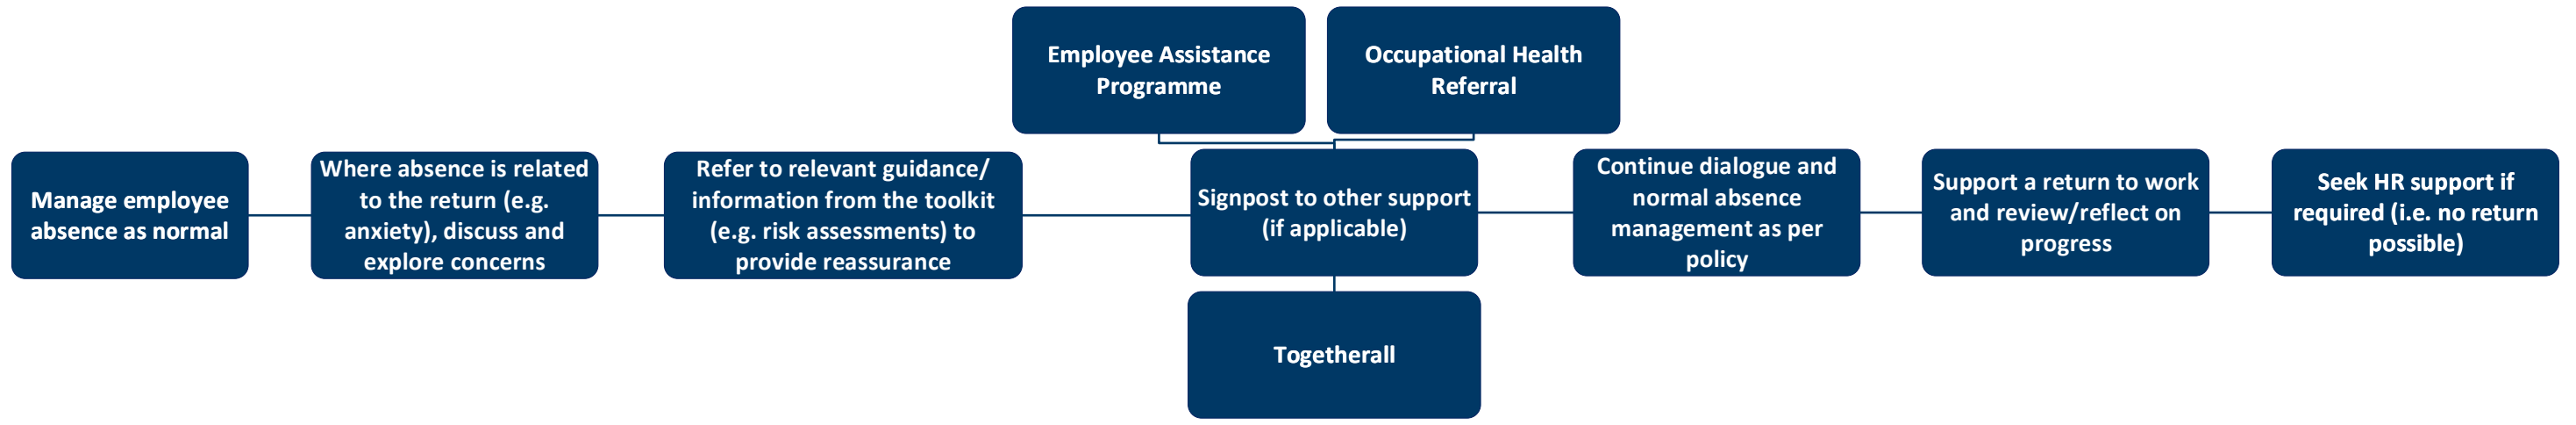 Manage employee
absence as normal
Where absence is related
to the return (e.g.
anxiety), discuss and
explore concerns
Refer to relevant guidance/
information from the toolkit
(e.g. risk assessments) to
provide reassurance
Employee Assistance
Programme
Occupational Health
Referral
Signpost to other support
(if applicable)
Togetherall
Continue dialogue and
normal absence
management as per
policy
Support a return to work
and review/reflect on
progress
Seek HR support if
required (i.e. no return
possible)